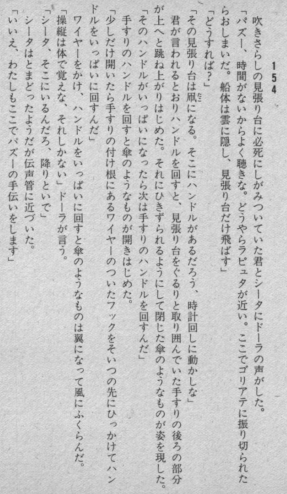 154
吹きさらしの見張り台に必死にしがみついていた君とシータにドーラの声がした。
「パズー、時間がないからよく聴きな。どうやらラピュタが近い。ここでゴリアテに振り切られた
らおしまいだ。船体は雲に隠し、見張り台だけ飛ばす」
「どうすれば？」
「その見張り台は凧になる。そこにハンドルがあるだろう、時計回しに動かしな」
君が言われるとおりハンドルを回すと、見張り台をぐるりと取り囲んでいた手すりの後ろの部分
が上へと跳ね上がりはじめた。それにひきずられるようにして閉じた傘のようなものが姿を現した。
「そのハンドルがいっぱいになったら次は手すりのハンドルを回すんだ」
手すりのハンドルを回すと傘のようなものが開きはじめた。
「少しだけ開いたら手すりの付け根にあるワイヤーのついたフックをそいつの先にひっかけてハン
ドルをいっぱいに回すんだ」
ワイヤーをかけ、ハンドルをいっぱいに回すと傘のようなものは翼になって風にふくらんだ。
「操縦は体で覚えな、それしかない」ドーラが言う。
「シータ、そこにいるんだろ、降りといで」
シータはとまどったようだが伝声管に近づいた。
「いいえ、わたしもここでパズーの手伝いをします」